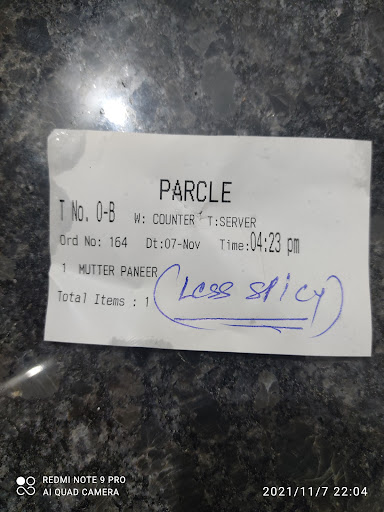 PARCLE
T No. 0-B W: COUNTER T:SERVER
Ord No: 164 Dt:07-Nov Time:04:23 pm
1 MUTTER PANEER
(Less spicy)
Total Items : 1
REDMI NOTE 9 PRO
AI QUAD CAMERA
2021/11/7 22:04